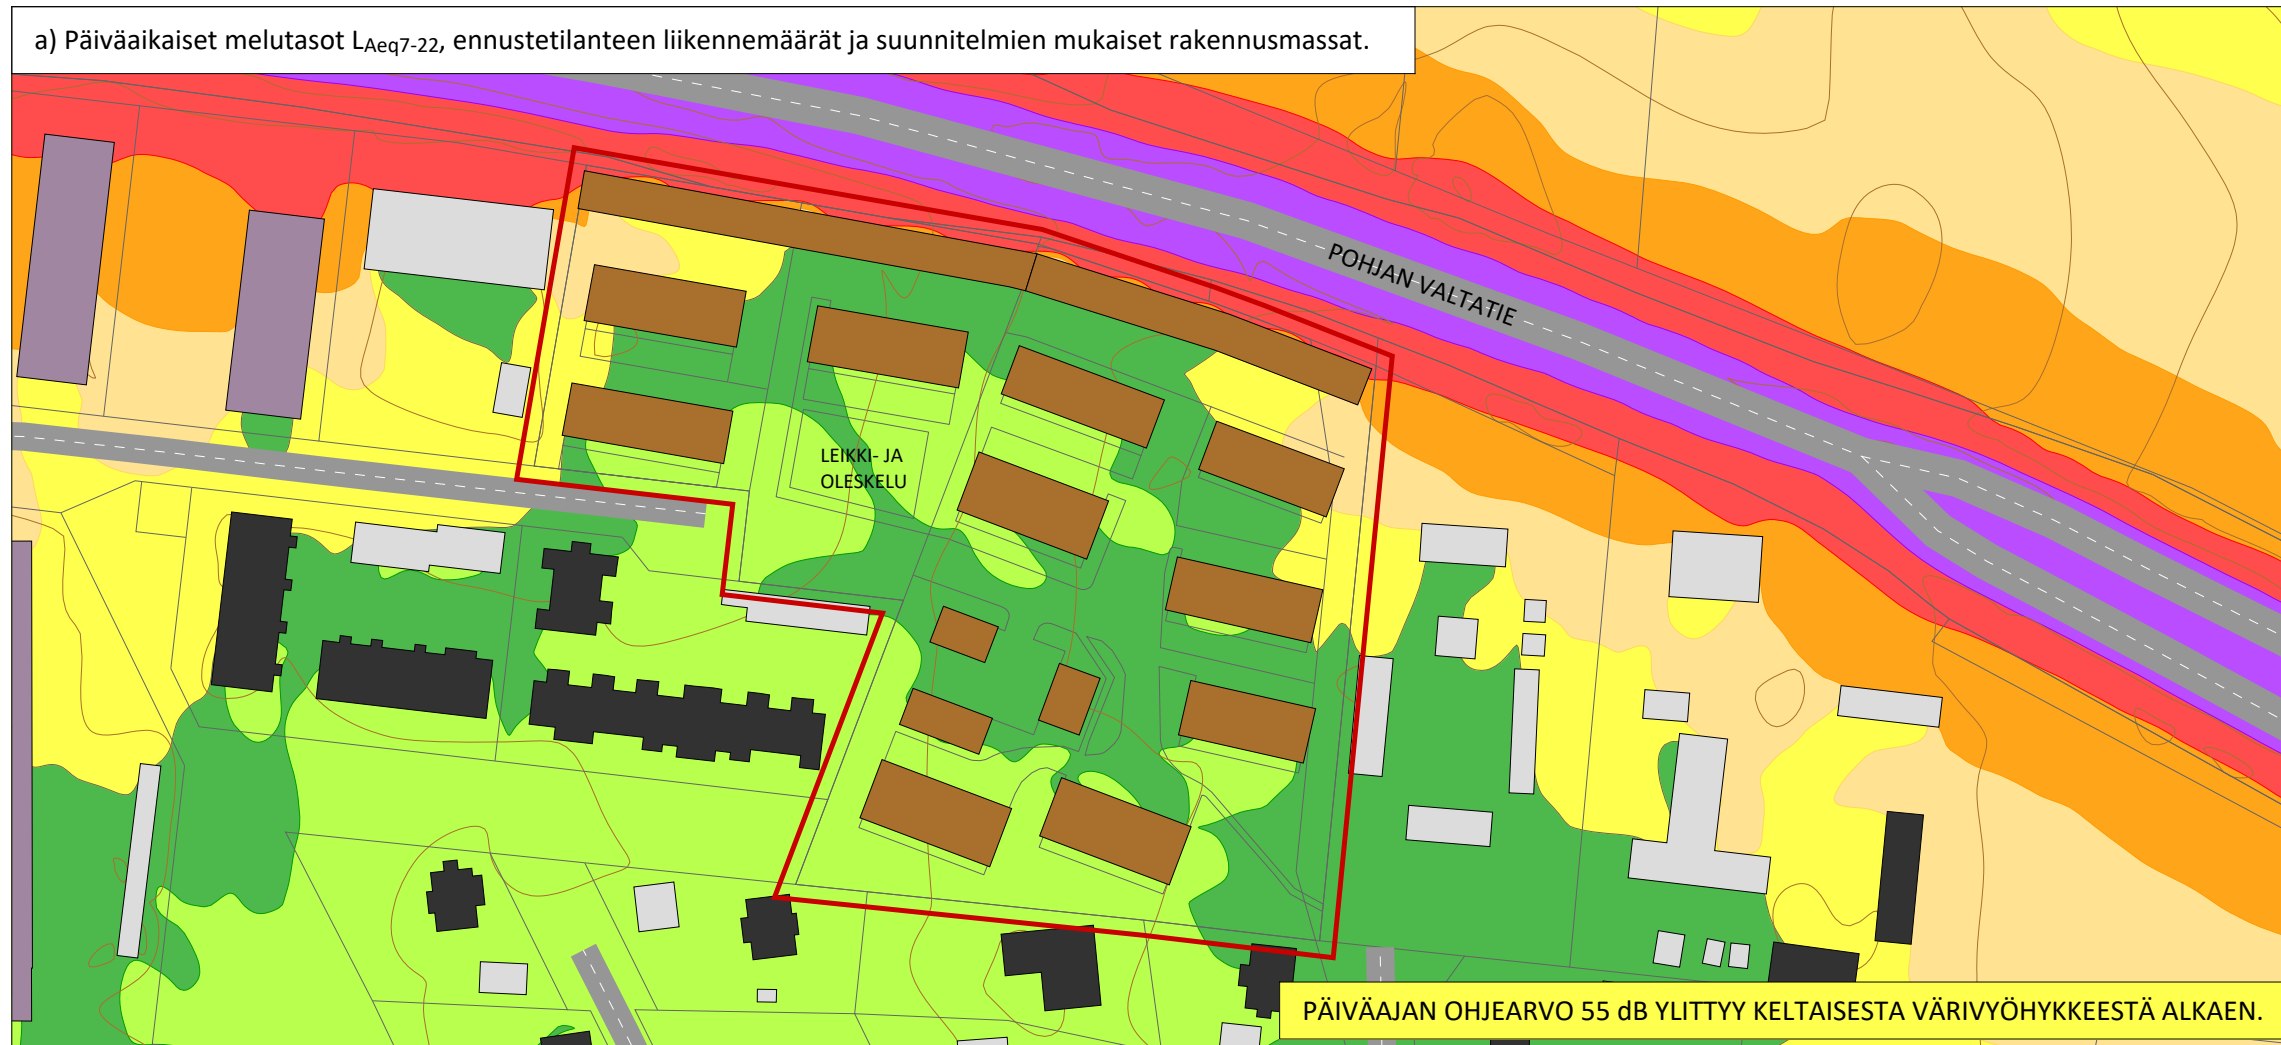 a) Päiväaikaiset melutasot LAeq7-22, ennustetilanteen liikennemäärät ja suunnitelmien mukaiset rakennusmassat.
POHJAN VALTATIE
LEIKKI- JA
OLESKELU
PÄIVÄAJAN OHJEARVO 55 dB YLITTYY KELTAISESTA VÄRIVYÖHYKKEESTÄ ALKAEN.